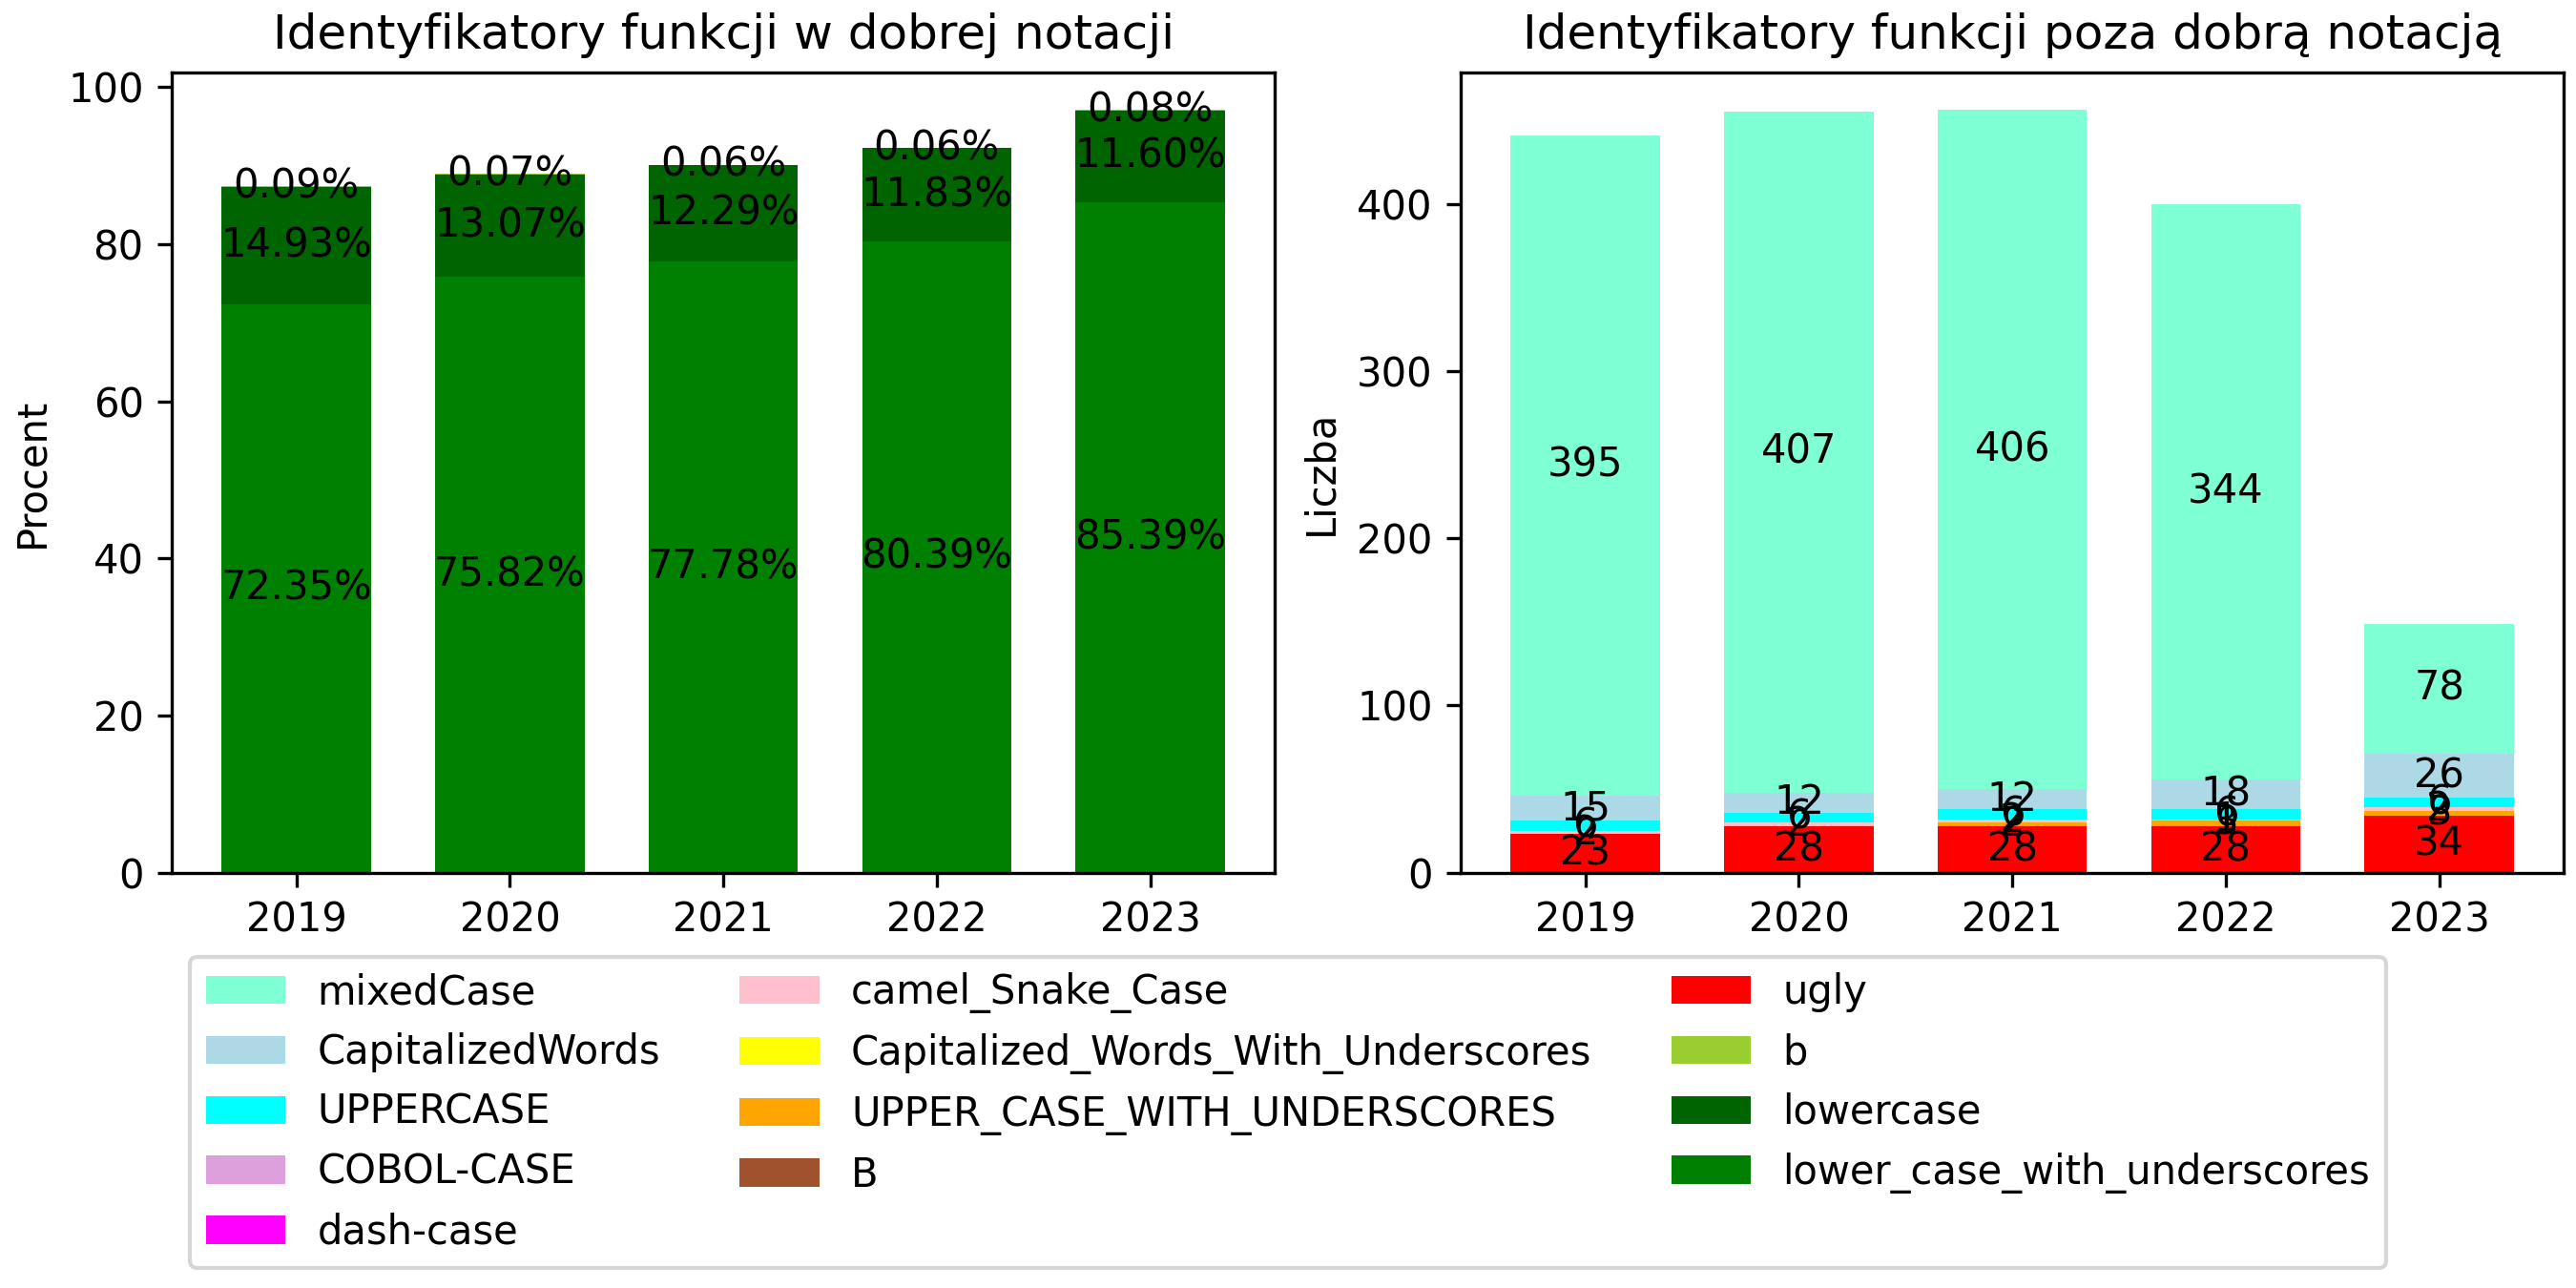 Identyfikatory funkcji w dobrej notacji
Procent
100
80
60
40
20
0
0.09%
0.07%
0.06%
0.06%
0.08%
14.93%
13.07%
12.29%
11.83%
11.60%
72.35%
75.82%
77.78%
80.39%
85.39%
2019 2020 2021 2022 2023
Identyfikatory funkcji poza dobrą notacją
Liczba
400
300
200
100
0
395
407
406
344
78
15
12
12
18
26
23
28
28
28
34
2019 2020 2021 2022 2023
mixedCase
CapitalizedWords
UPPERCASE
COBOL-CASE
dash-case
camel_Snake_Case
Capitalized_Words_With_Underscores
UPPER_CASE_WITH_UNDERSCORES
B
ugly
b
lowercase
lower_case_with_underscores